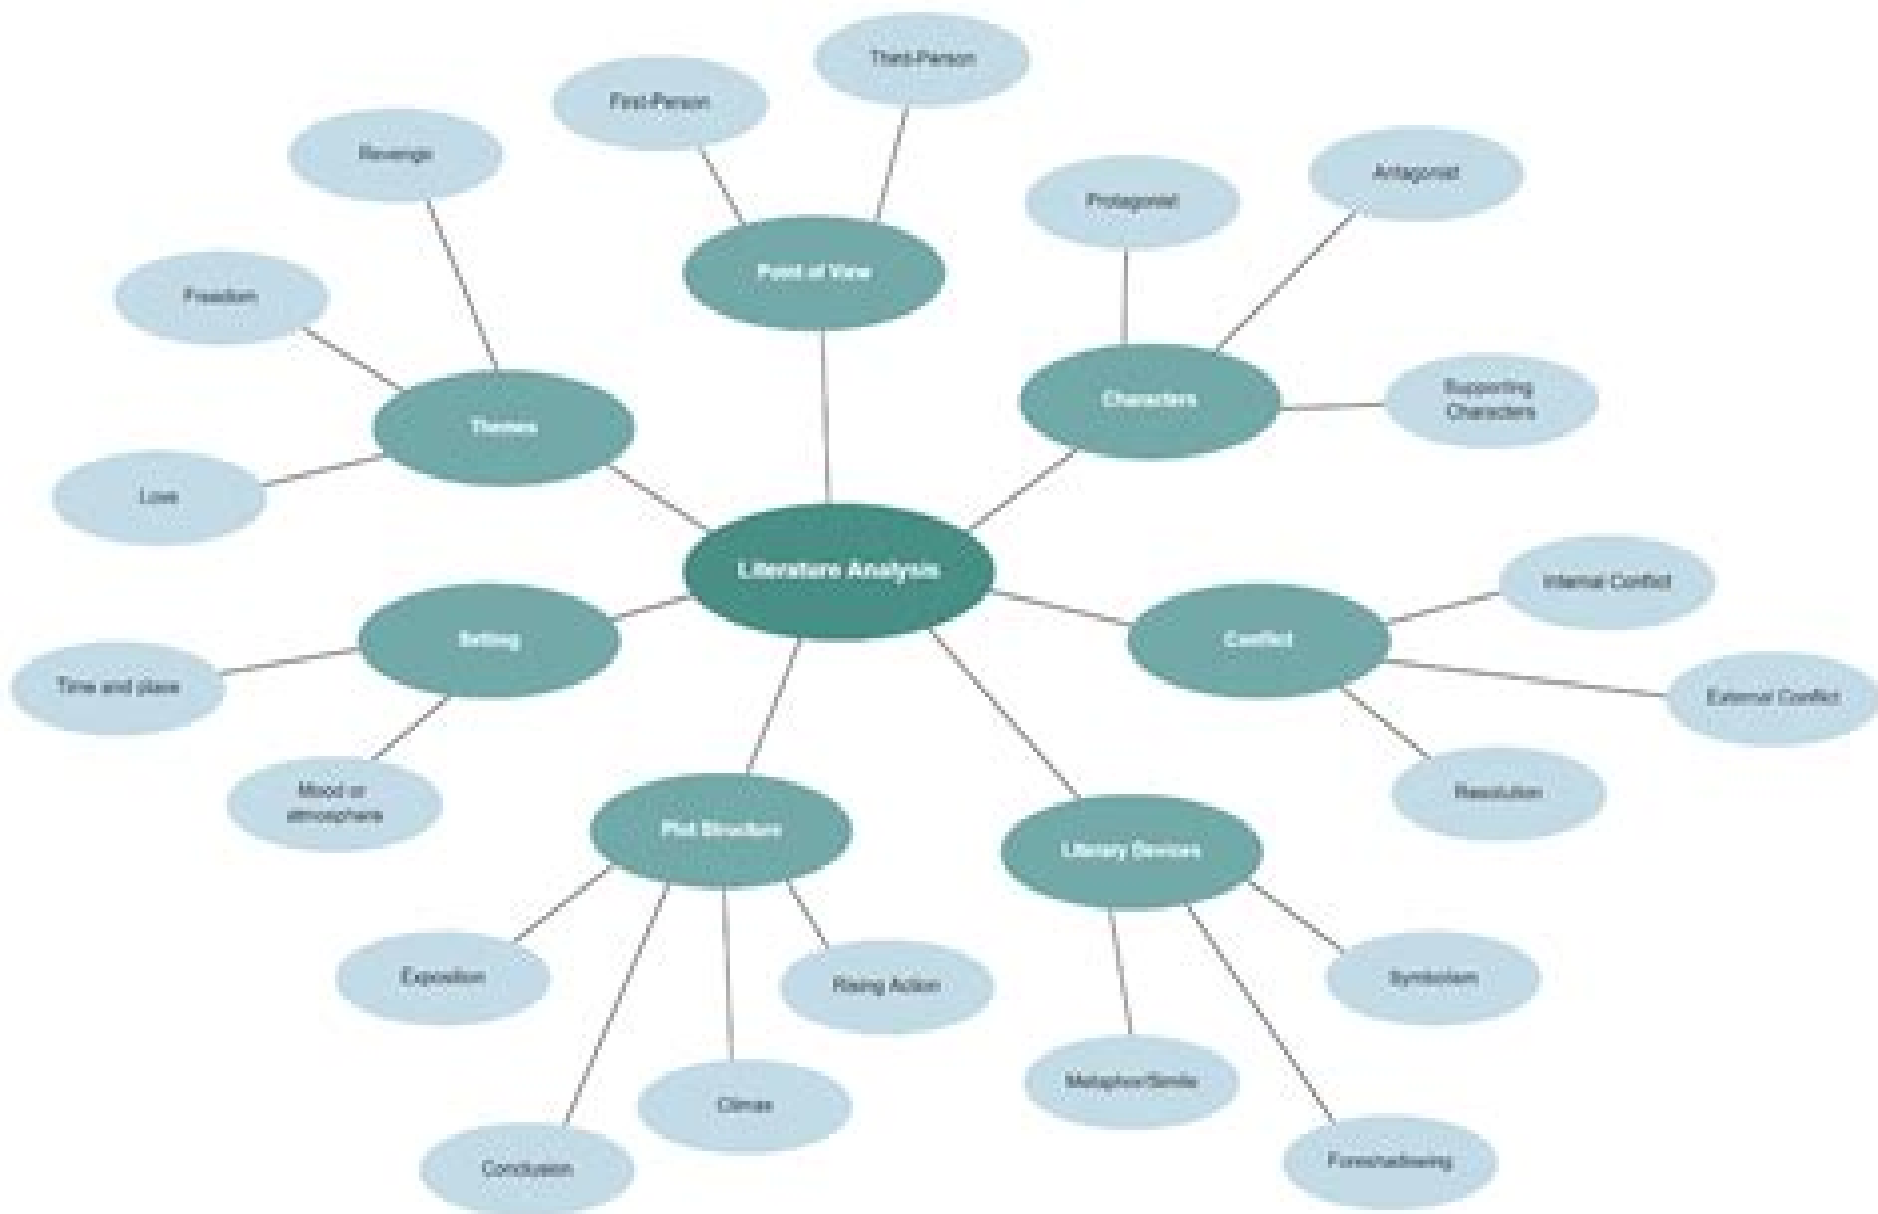 Third-Person
First-Person
Revenge
Antagonist
Protagonist
Point of View
Freedom
Characters
Supporting
Characters
Themes
Love
Literature Analysis
Internal Conflict
Setting
Conflict
Time and place
External Conflict
Mood or
atmosphere
Resolution
Plot Structure
Literary Devices
Exposition
Rising Action
Symbolism
Metaphor/Simile
Climax
Conclusion
Foreshadowing